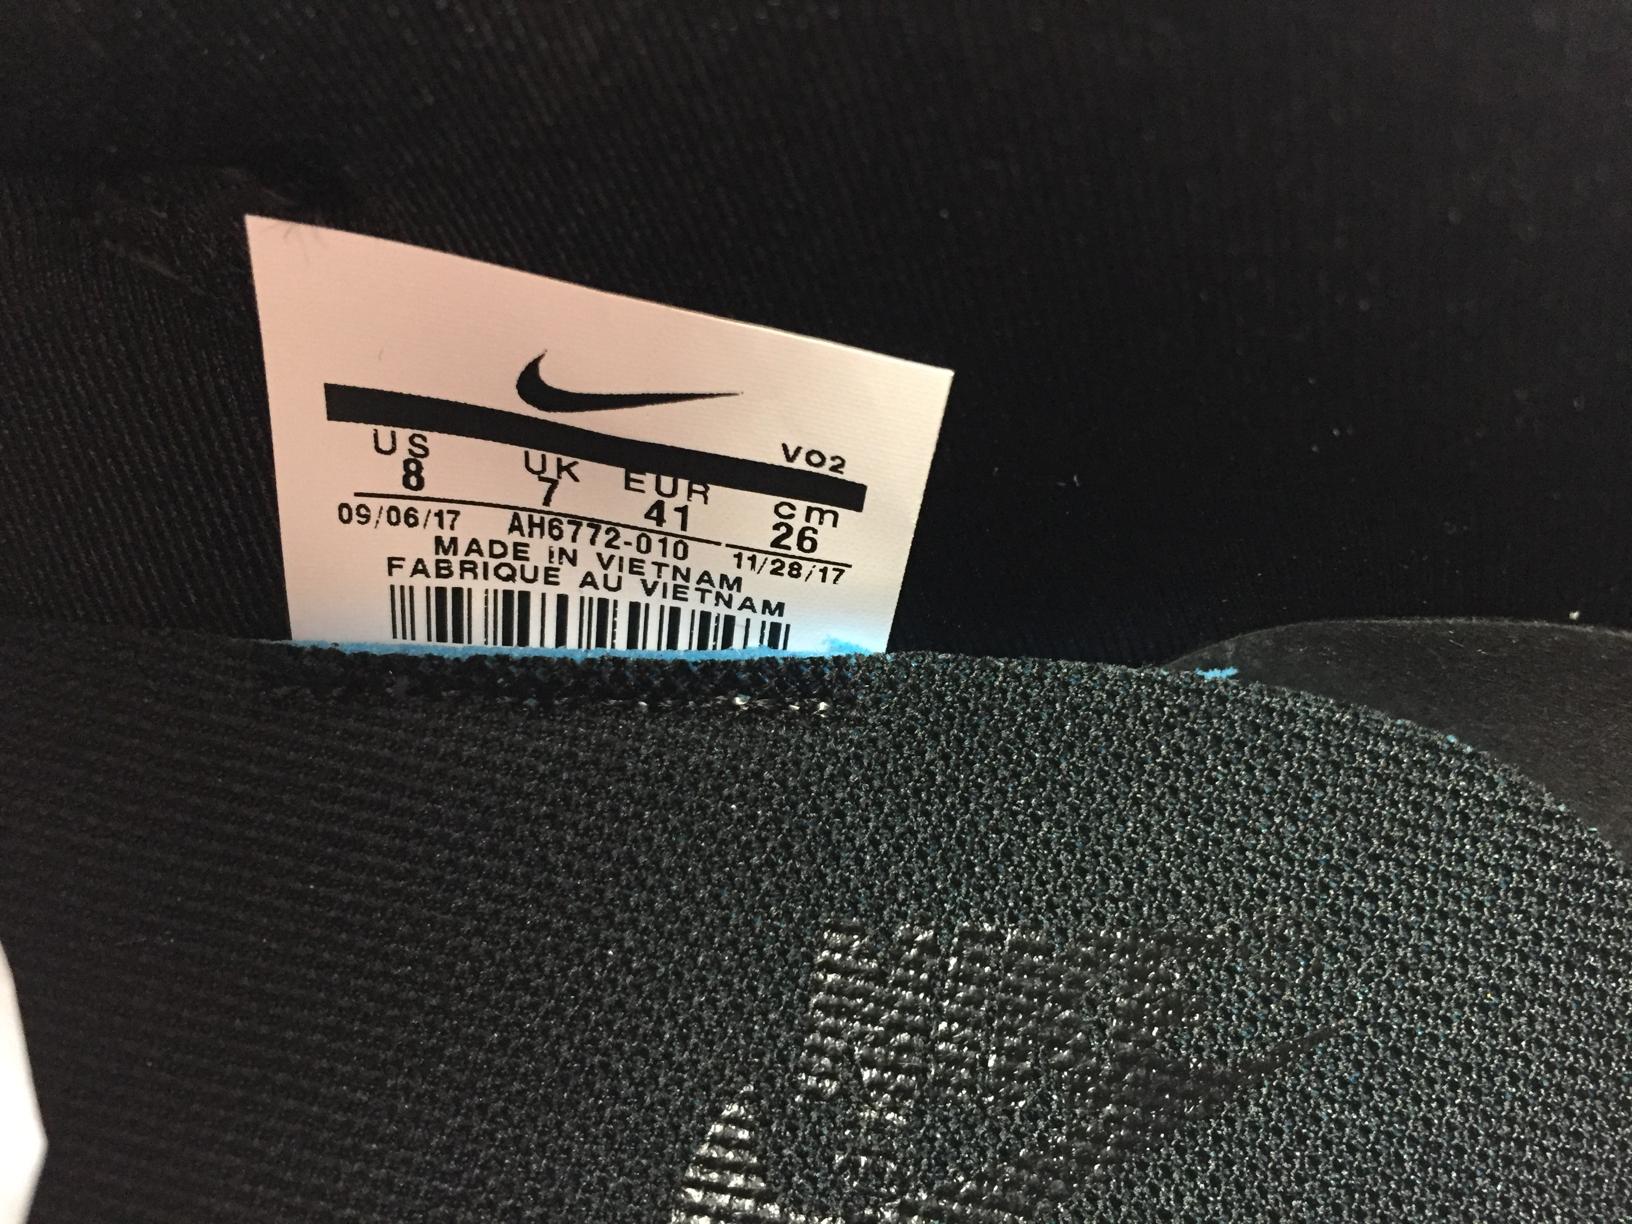 VO2
US UK EUR cm
8 7 41 26
09/06/17 AH6772-010 11/28/17
MADE IN VIETNAM
FABRIQUE AU VIETNAM
AIR